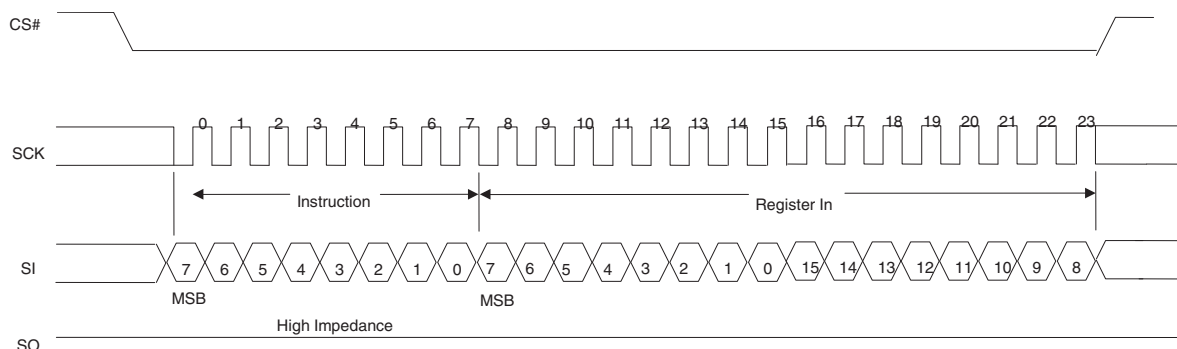 CS#
0 1 2 3 4 5 6 7 8 9 10 11 12 13 14 15 16 17 18 19 20 21 22 23
SCK
Instruction Register In
SI 7 6 5 4 3 2 1 0 7 6 5 4 3 2 1 0 15 14 13 12 11 10 9 8
MSB MSB
High Impedance
SO